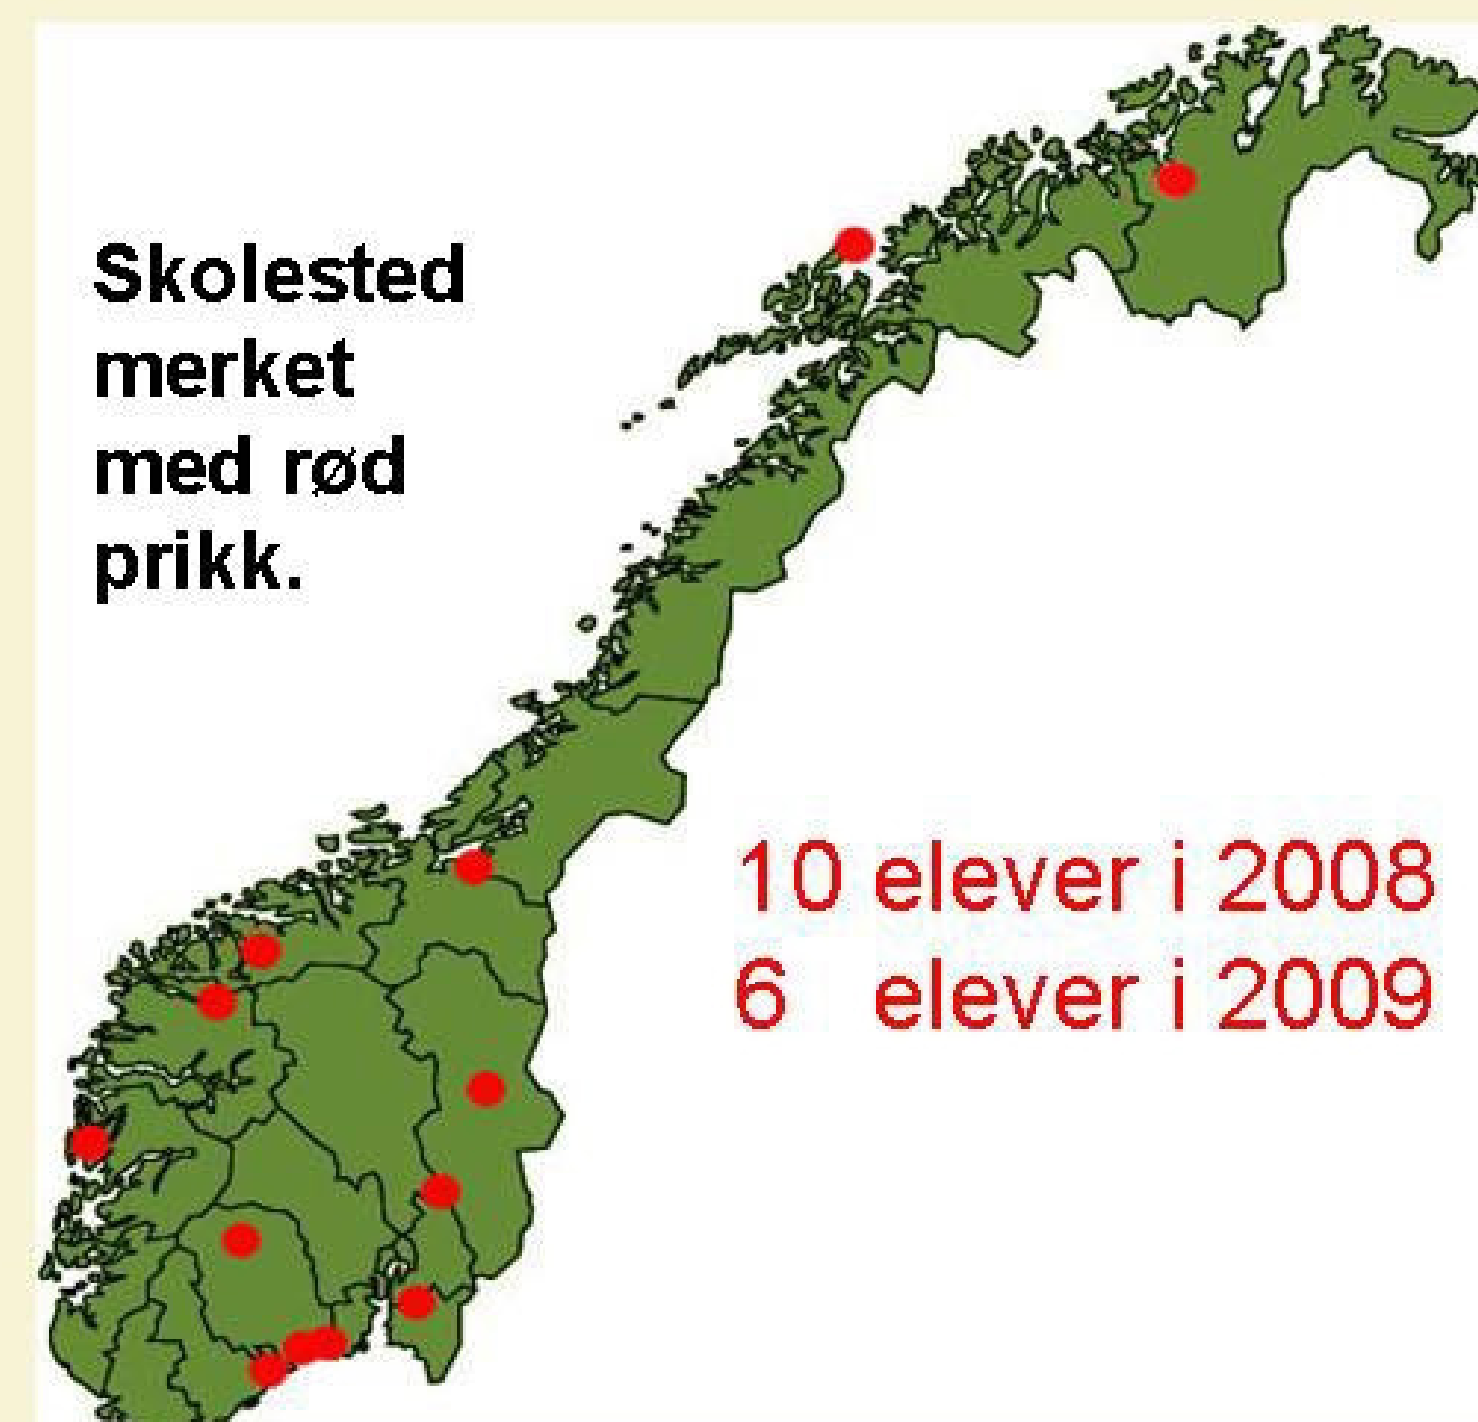 Skolested
merket
med rød
prikk.
10 elever i 2008
6 elever i 2009